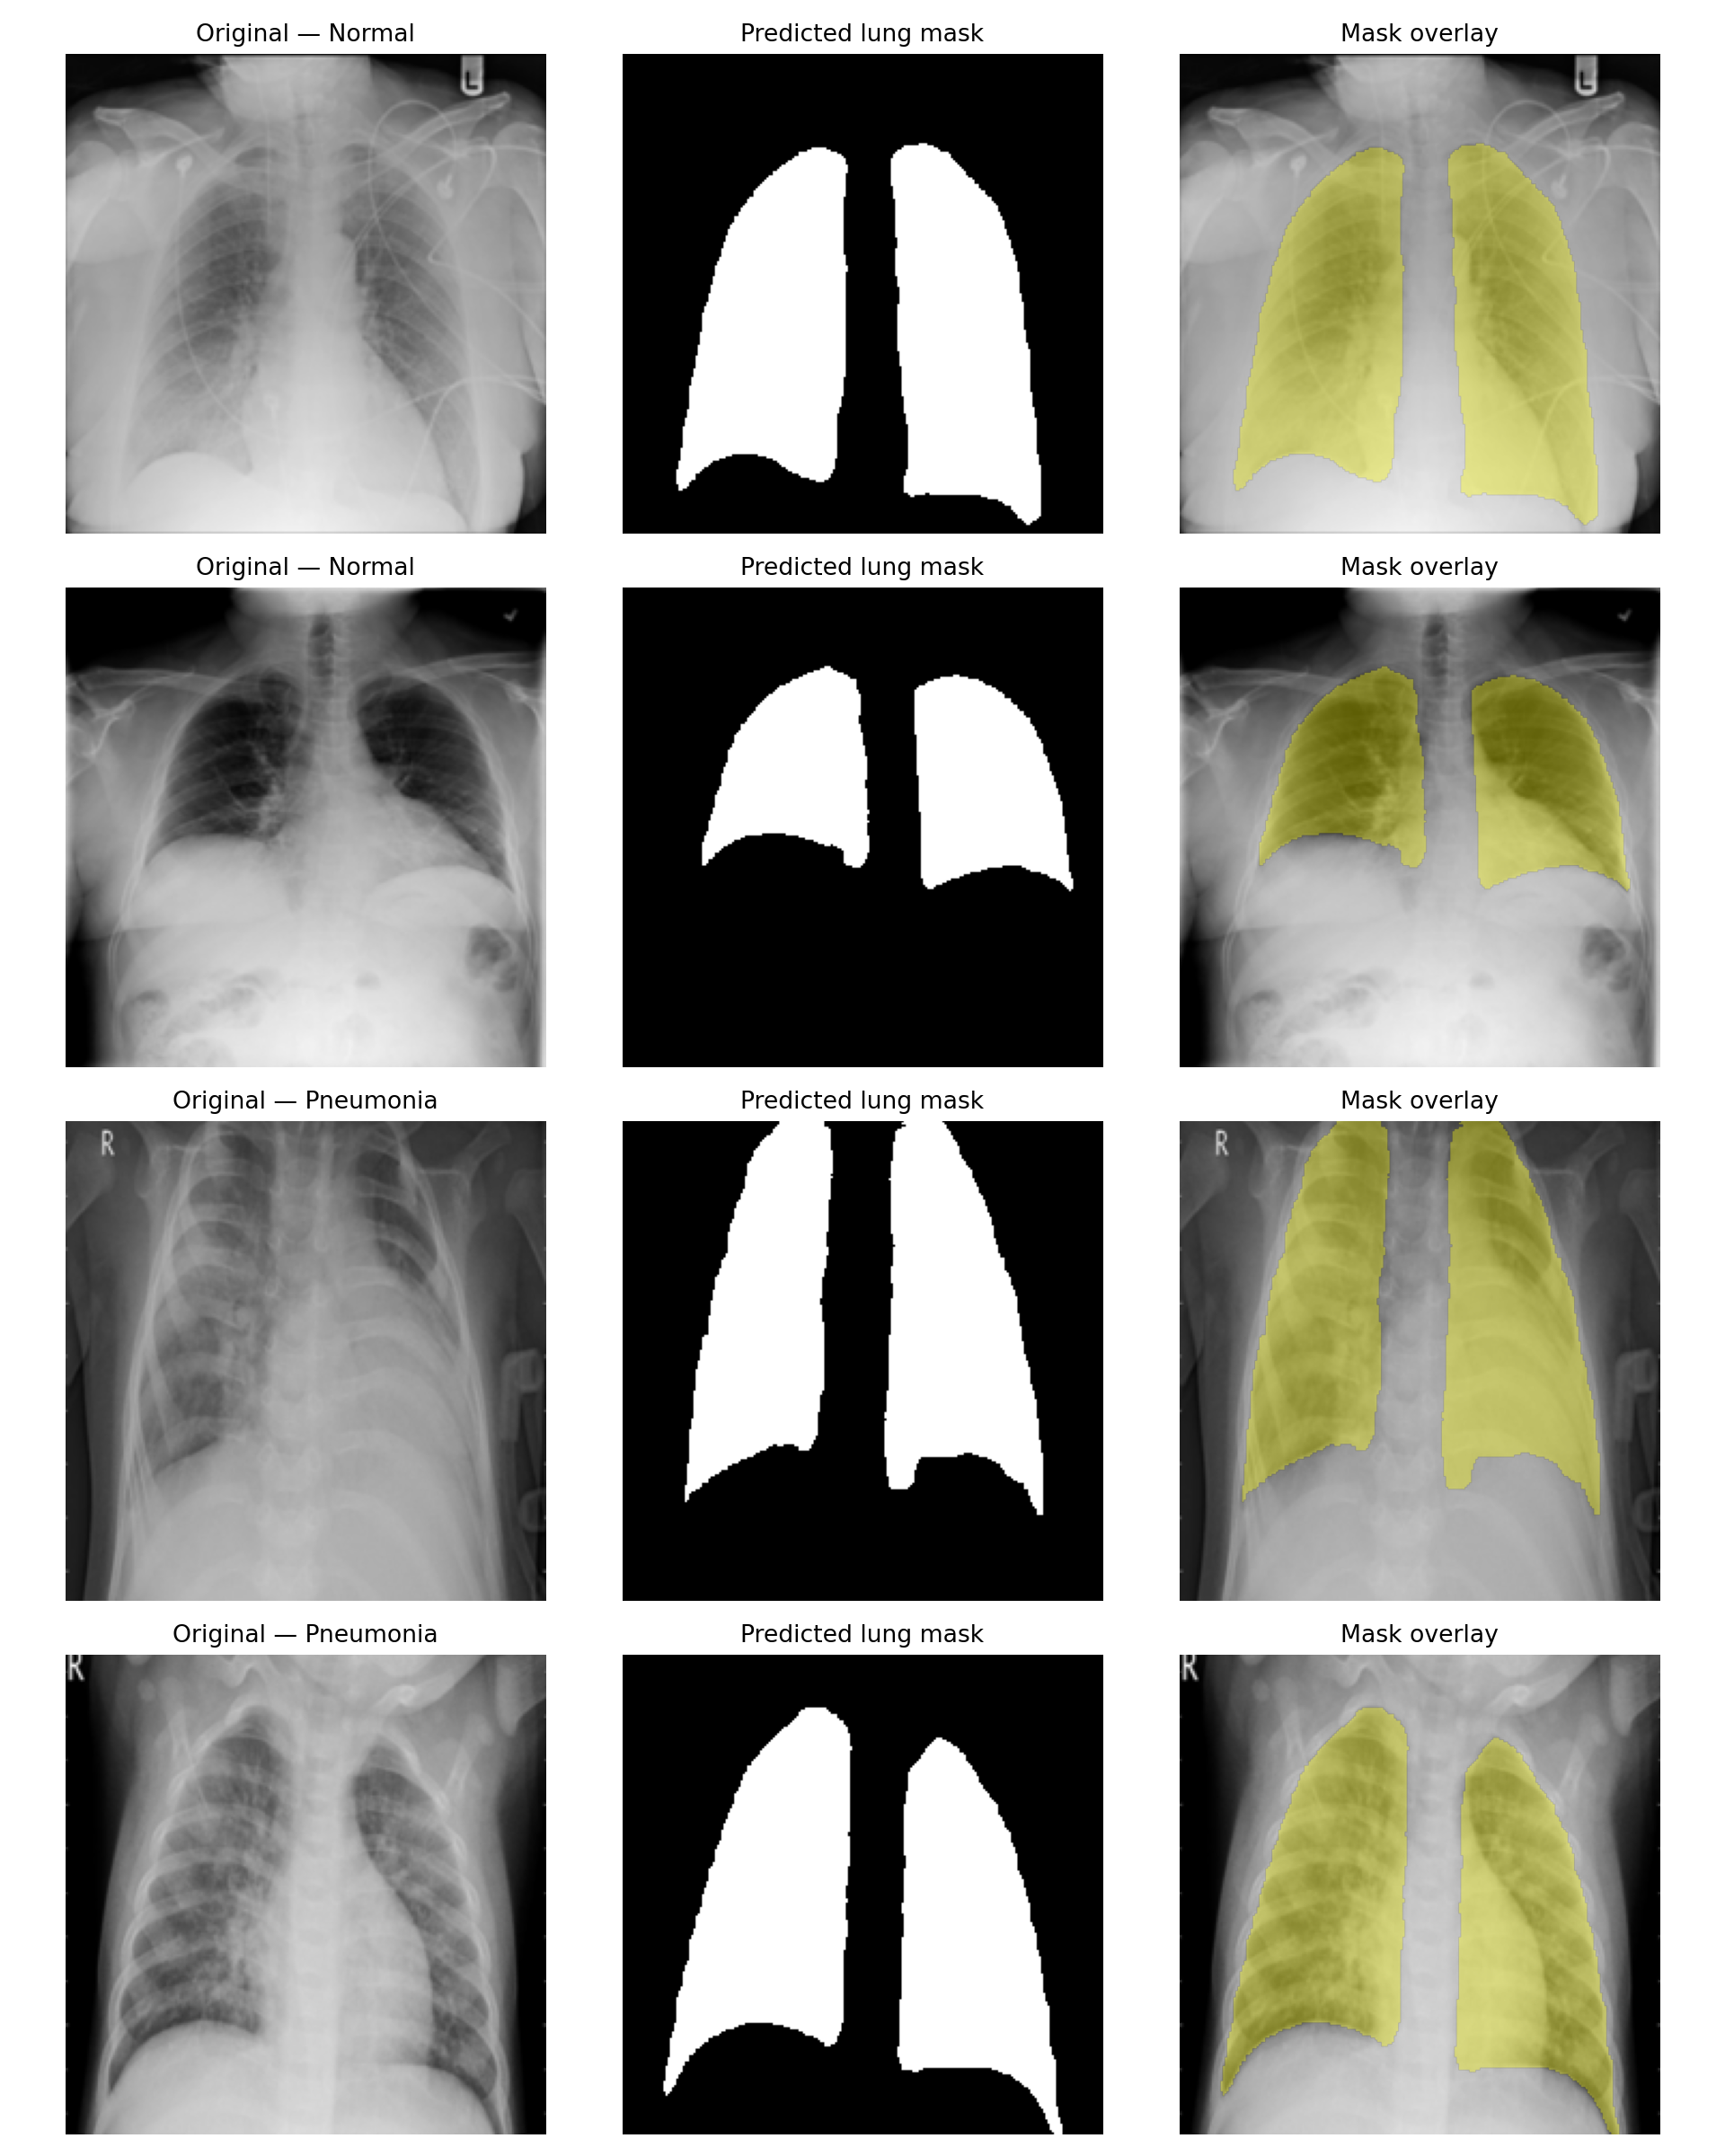 Original — Normal
Predicted lung mask
Mask overlay
L
L
Original — Normal
Predicted lung mask
Mask overlay
Original — Pneumonia
Predicted lung mask
Mask overlay
R
R
Original — Pneumonia
Predicted lung mask
Mask overlay
R
R